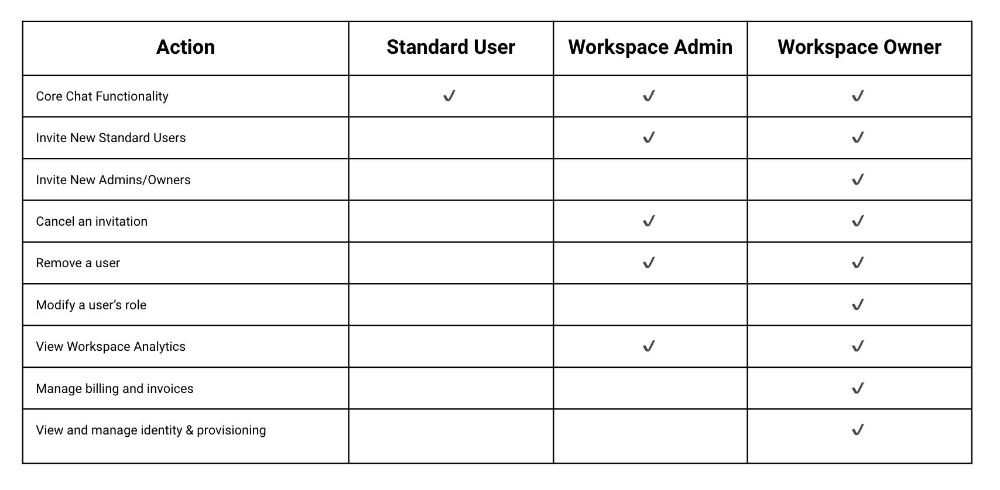 Action Standard User Workspace Admin Workspace Owner
Core Chat Functionality ✓ ✓ ✓
Invite New Standard Users ✓ ✓
Invite New Admins/Owners ✓
Cancel an invitation ✓ ✓
Remove a user ✓ ✓
Modify a user’s role ✓
View Workspace Analytics ✓ ✓
Manage billing and invoices ✓
View and manage identity & provisioning ✓